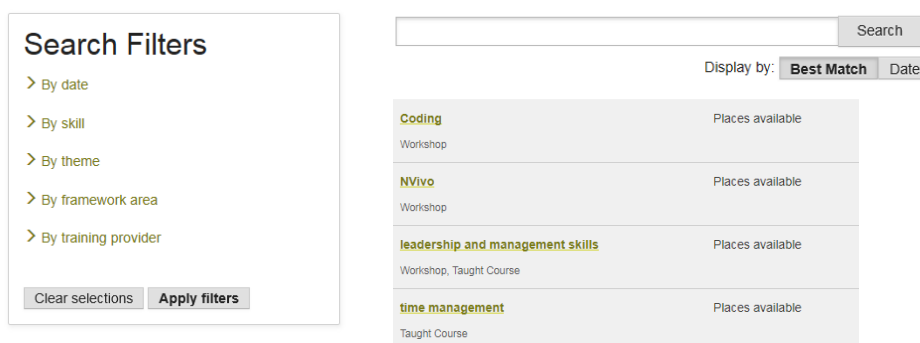 Search Filters
By date
By skill
By theme
By framework area
By training provider
Clear selections Apply filters
Search
Display by: Best Match Date
Coding Places available
Workshop
NVivo Places available
Workshop
leadership and management skills Places available
Workshop, Taught Course
time management Places available
Taught Course